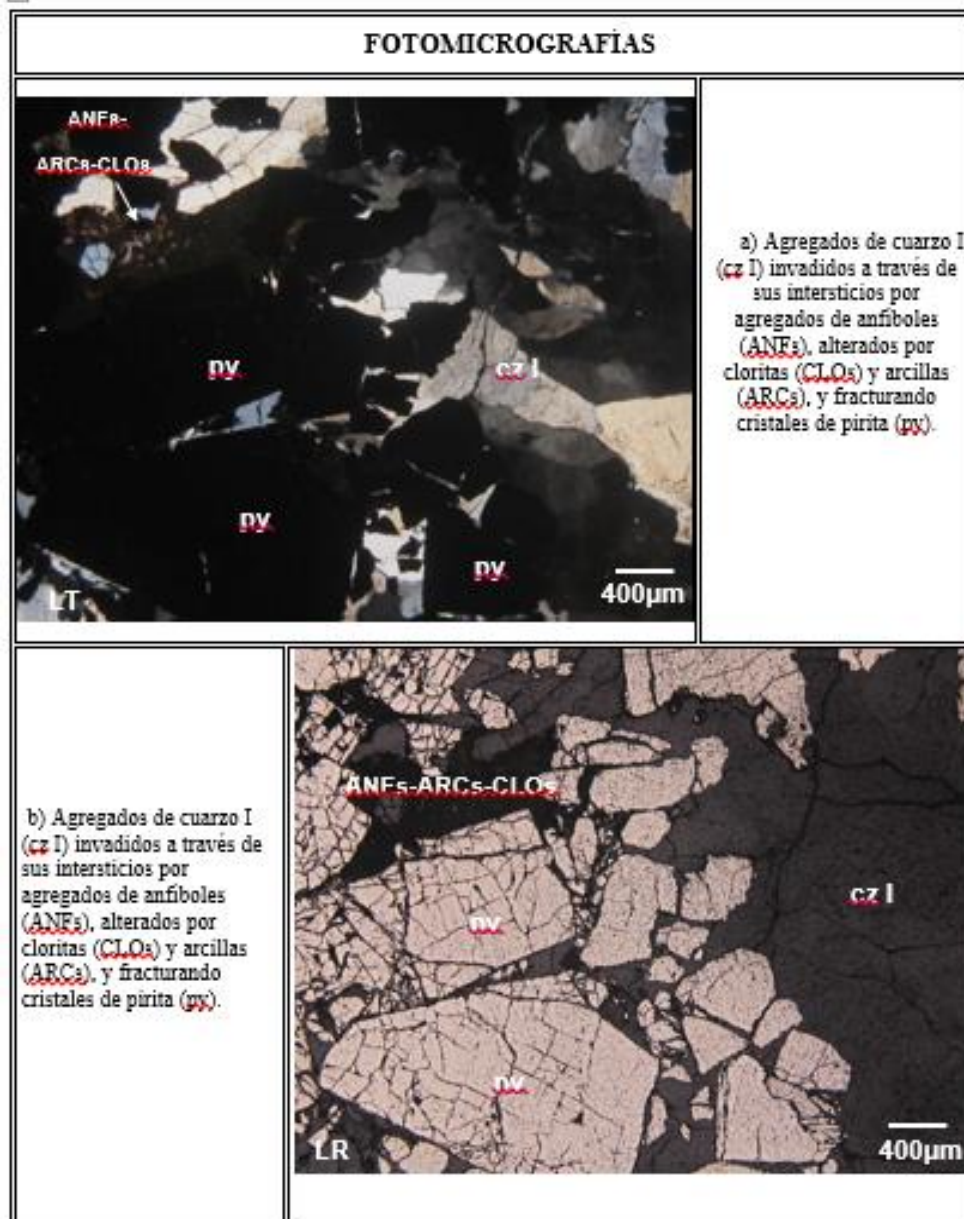 FOTOMICROGRAFÍAS
ANFs-
ARCs-CLOs
py
cz I
py
py
LT
400µm
a) Agregados de cuarzo I
(cz I) invadidos a través de
sus intersticios por
agregados de anfíboles
(ANFs), alterados por
cloritas (CLOs) y arcillas
(ARCs), y fracturando
cristales de pirita (py).
b) Agregados de cuarzo I
(cz I) invadidos a través de
sus intersticios por
agregados de anfíboles
(ANFs), alterados por
cloritas (CLOs) y arcillas
(ARCs), y fracturando
cristales de pirita (py).
ANFs-ARCs-CLOs
cz I
py
py
LR
400µm